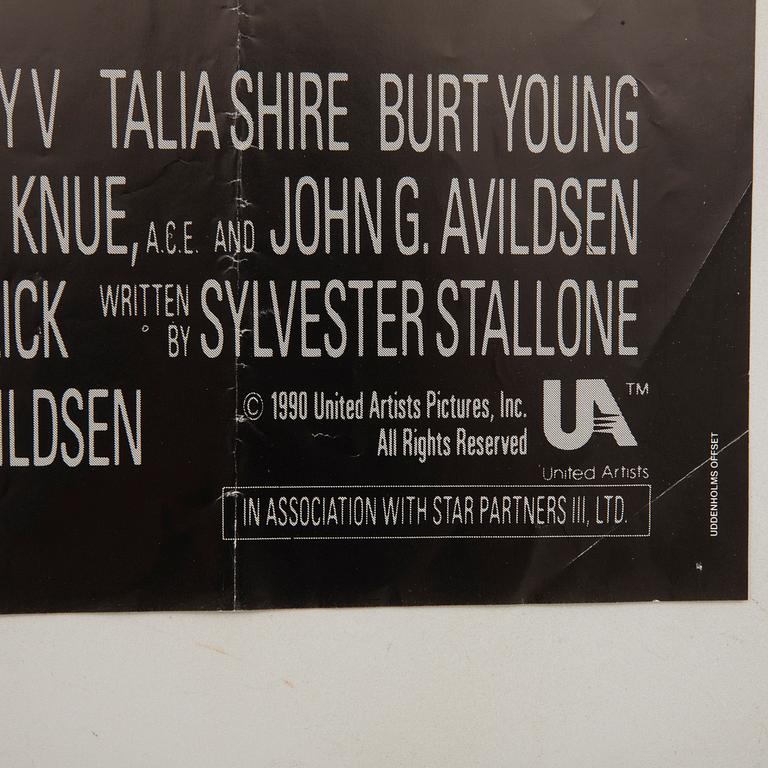 Y V TALIA SHIRE BURT YOUNG
KNUE, A.C.E. AND JOHN G. AVILDSEN
ICK WRITTEN BY SYLVESTER STALLONE
ILDSEN
© 1990 United Artists Pictures, Inc.
All Rights Reserved
UA™
United Artists
IN ASSOCIATION WITH STAR PARTNERS III, LTD.
UDDENHOLMS OFFSET